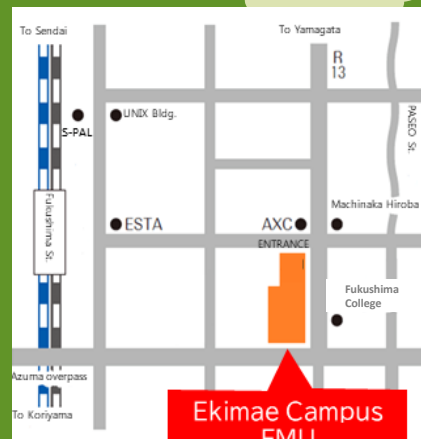 To Sendai
To Yamagata
R
13
UNIX Bldg.
S-PAL
PASEO St.
Fukushima St.
Machinaka Hiroba
ESTA
AXC
ENTRANCE
Fukushima
College
Azuma overpass
To Koriyama
Ekimae Campus
FMU